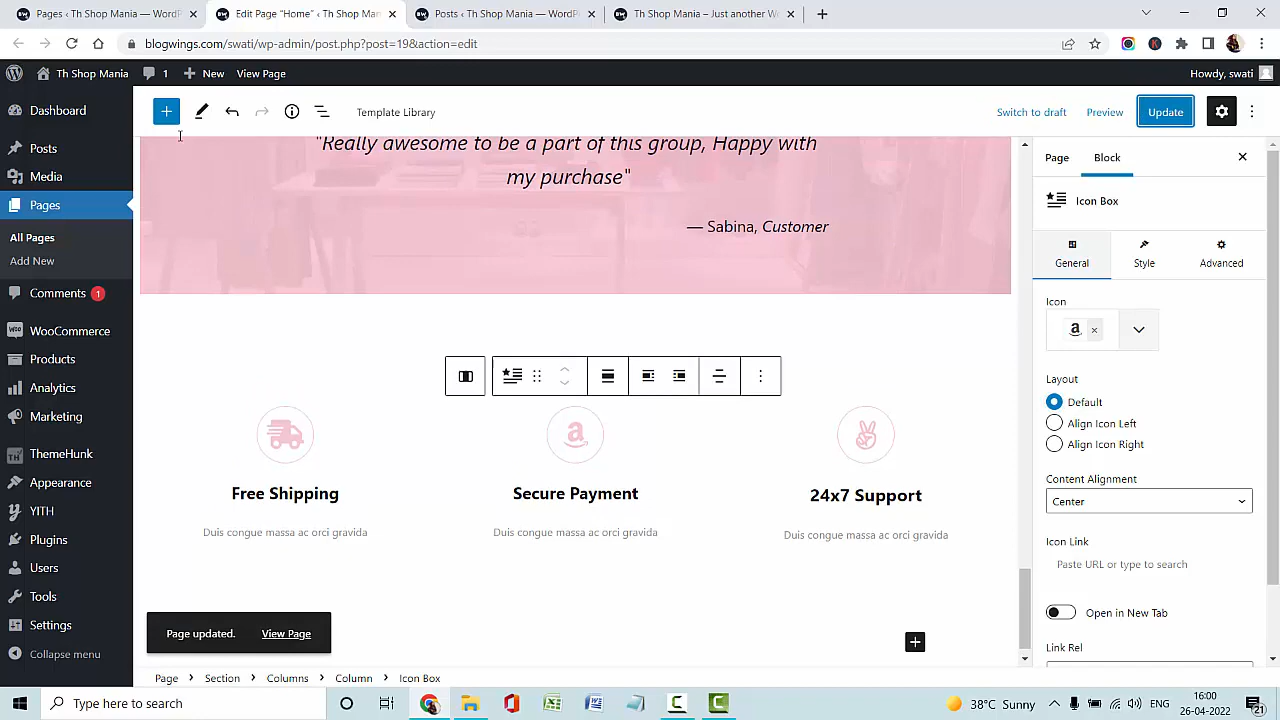 Pages ‹ Th Shop Mania — WordP
Edit Page "Home" ‹ Th Shop Man
Posts ‹ Th Shop Mania — WordP
Th Shop Mania – Just another W
blogwings.com/swati/wp-admin/post.php?post=19&action=edit
Th Shop Mania
1
New
View Page
Howdy, swati
Template Library
Switch to draft
Preview
Update
Dashboard
Posts
Media
Pages
All Pages
Add New
Comments 1
WooCommerce
Products
Analytics
Marketing
ThemeHunk
Appearance
YITH
Plugins
Users
Tools
Settings
Collapse menu
"Really awesome to be a part of this group, Happy with
my purchase"
— Sabina, Customer
Free Shipping
Secure Payment
24x7 Support
Duis congue massa ac orci gravida
Duis congue massa ac orci gravida
Duis congue massa ac orci gravida
Page updated.
View Page
Page
Section
Columns
Column
Icon Box
Page
Block
Icon Box
General
Style
Advanced
Icon
Layout
Default
Align Icon Left
Align Icon Right
Content Alignment
Center
Icon Link
Paste URL or type to search
Open in New Tab
Link Rel
Type here to search
38°C Sunny
ENG
16:00
26-04-2022
21